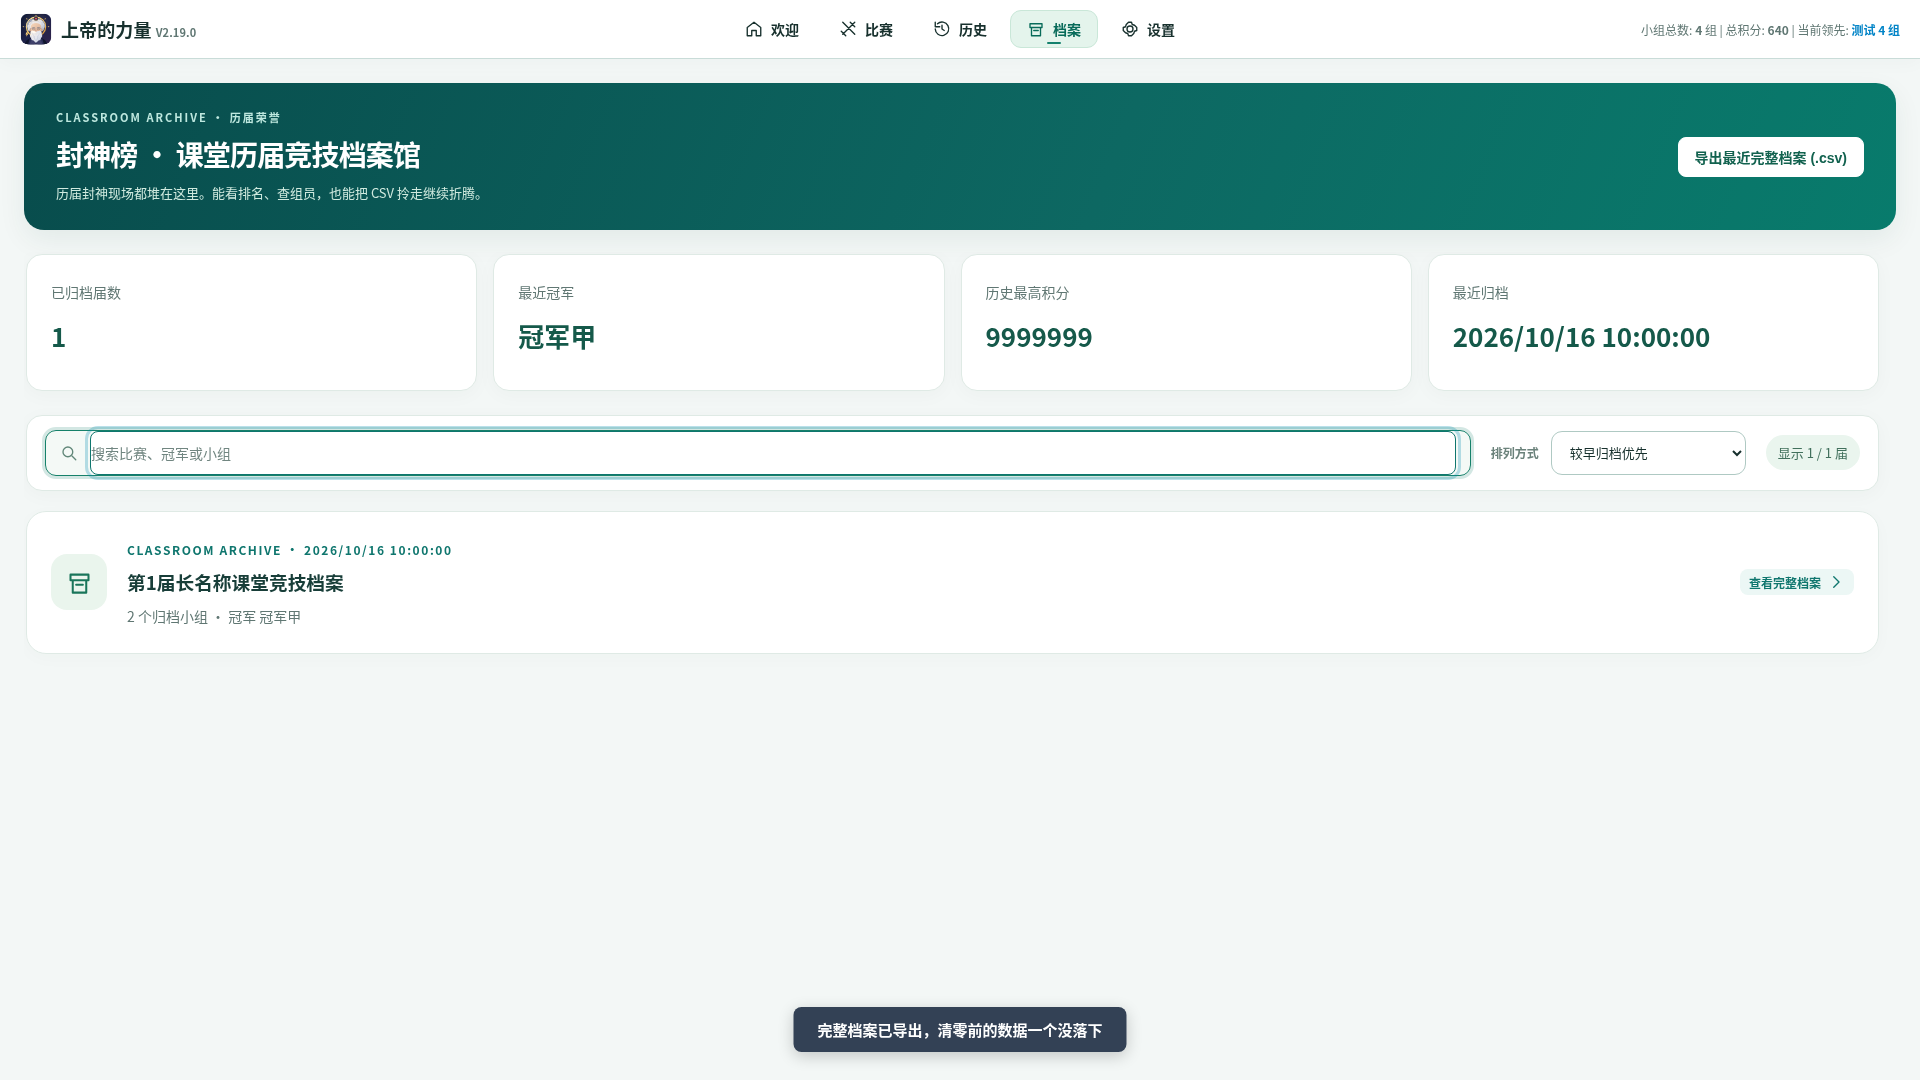 上帝的力量 V2.19.0
欢迎
比赛
历史
档案
设置
小组总数: 4 组 | 总积分: 640 | 当前领先: 测试 4 组
CLASSROOM ARCHIVE · 历届荣誉
封神榜 · 课堂历届竞技档案馆
历届封神现场都堆在这里。能看排名、查组员，也能把 CSV 拎走继续折腾。
导出最近完整档案 (.csv)
已归档届数
1
最近冠军
冠军甲
历史最高积分
9999999
最近归档
2026/10/16 10:00:00
搜索比赛、冠军或小组
排列方式
较早归档优先
显示 1 / 1 届
CLASSROOM ARCHIVE · 2026/10/16 10:00:00
第1届长名称课堂竞技档案
2 个归档小组 · 冠军 冠军甲
查看完整档案
完整档案已导出，清零前的数据一个没落下